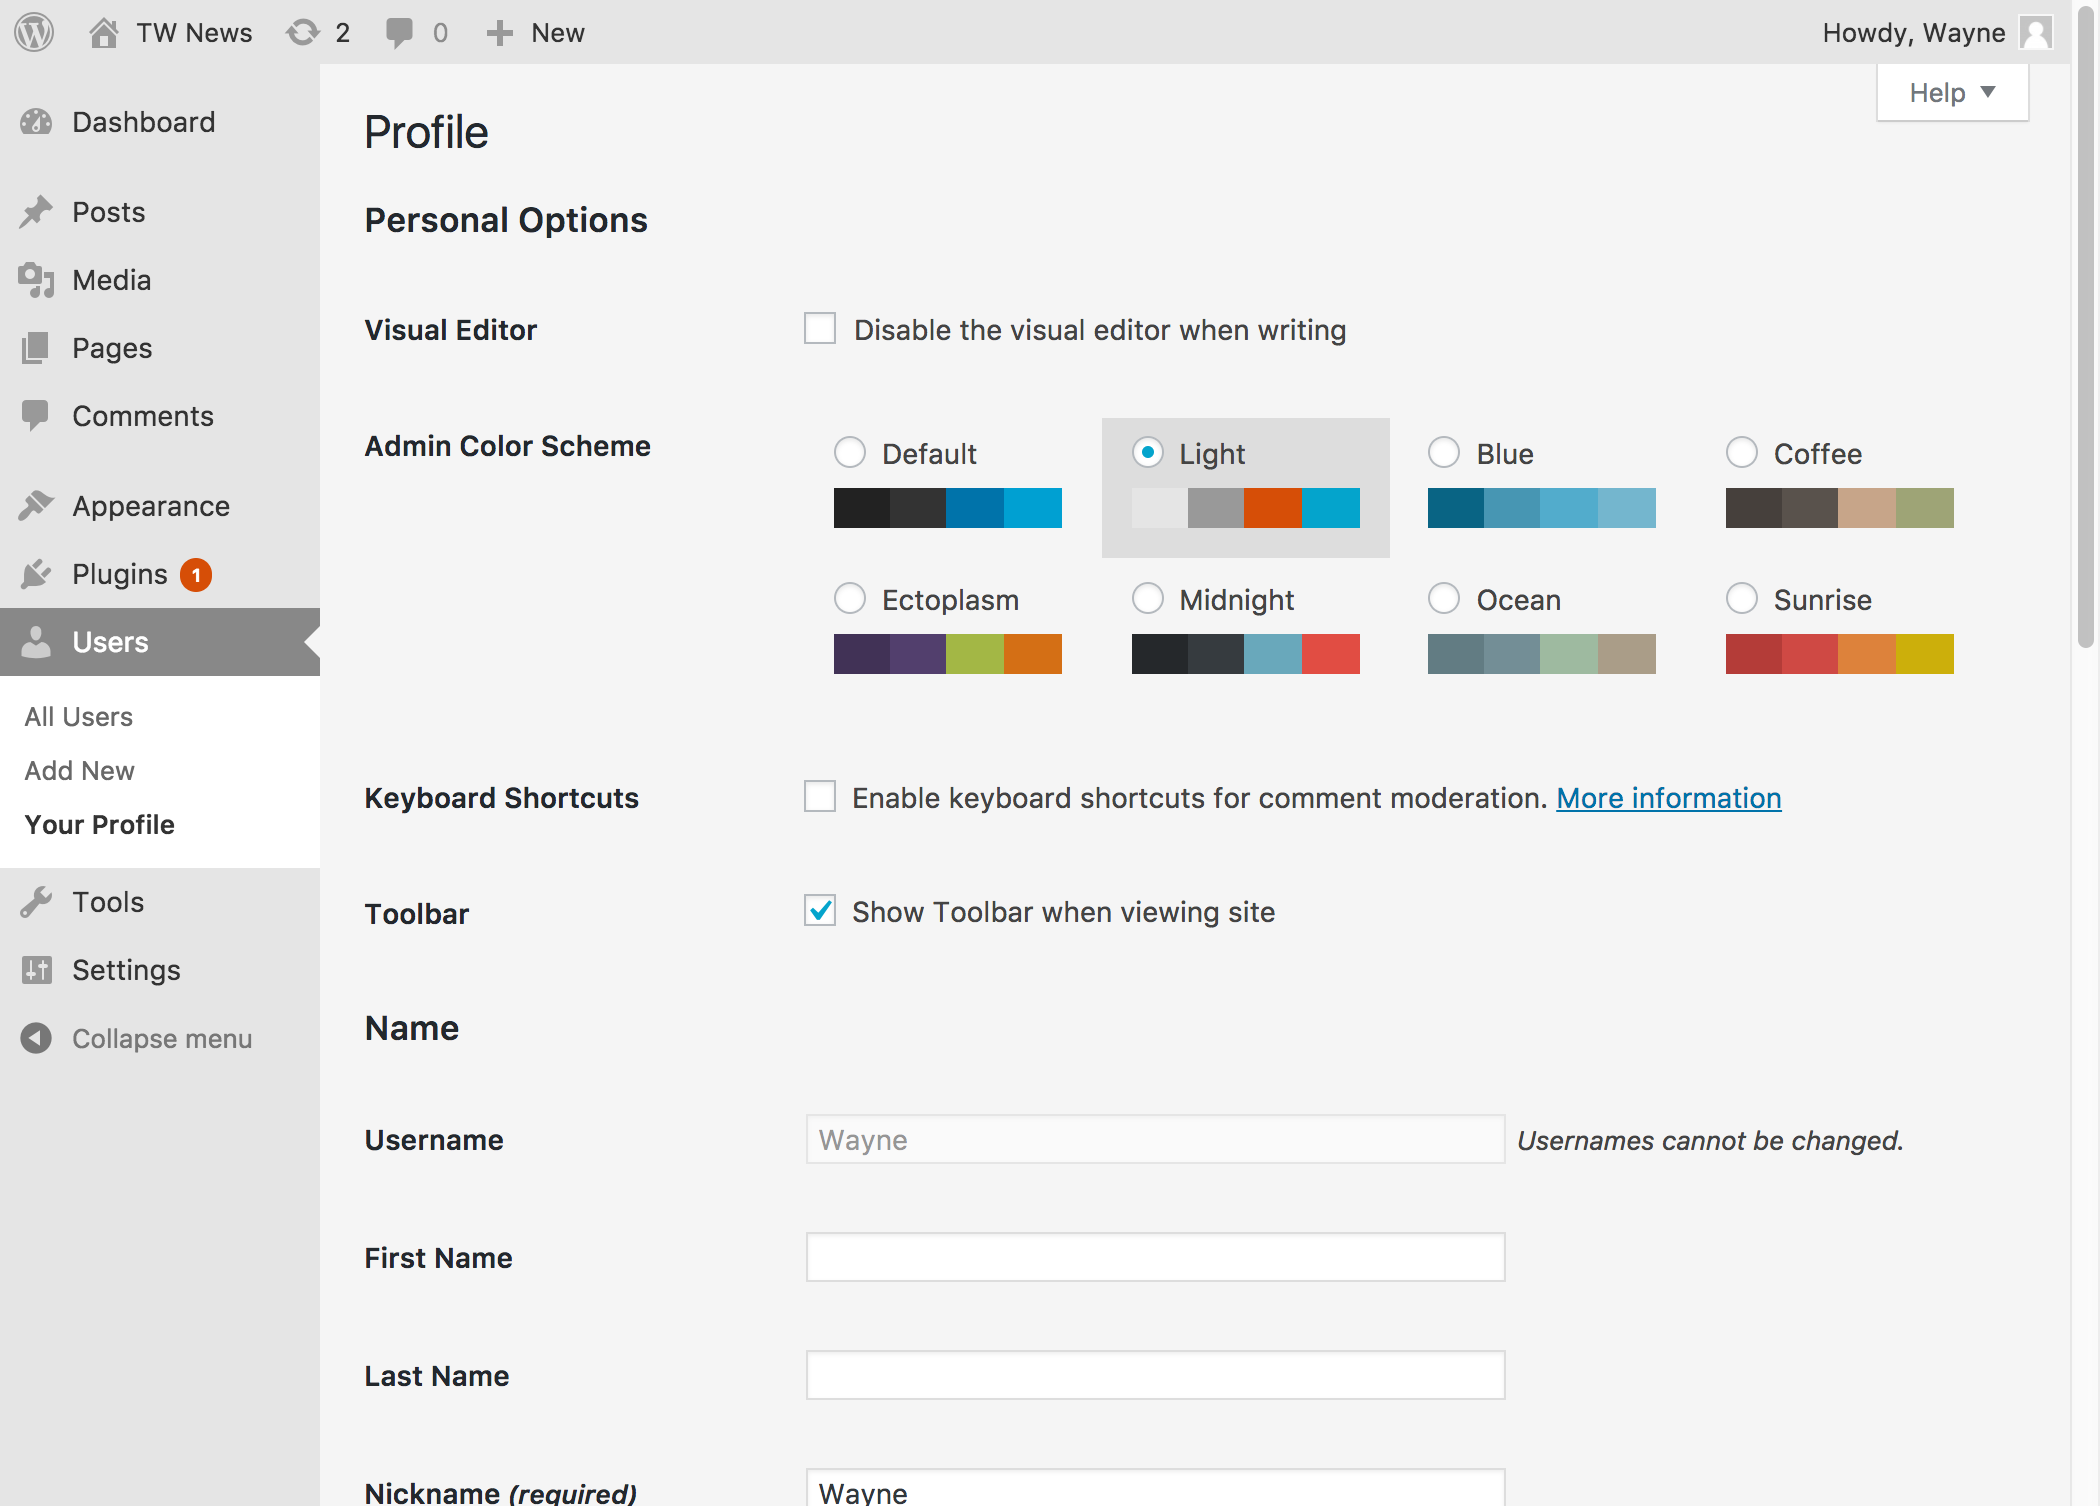 TW News 2 0 New Howdy, Wayne
Help
Dashboard
Posts
Media
Pages
Comments
Appearance
Plugins 1
Users
All Users
Add New
Your Profile
Tools
Settings
Collapse menu
Profile
Personal Options
Visual Editor Disable the visual editor when writing
Admin Color Scheme
Default Light Blue Coffee
Ectoplasm Midnight Ocean Sunrise
Keyboard Shortcuts Enable keyboard shortcuts for comment moderation. More information
Toolbar Show Toolbar when viewing site
Name
Username Wayne Usernames cannot be changed.
First Name
Last Name
Nickname (required) Wayne